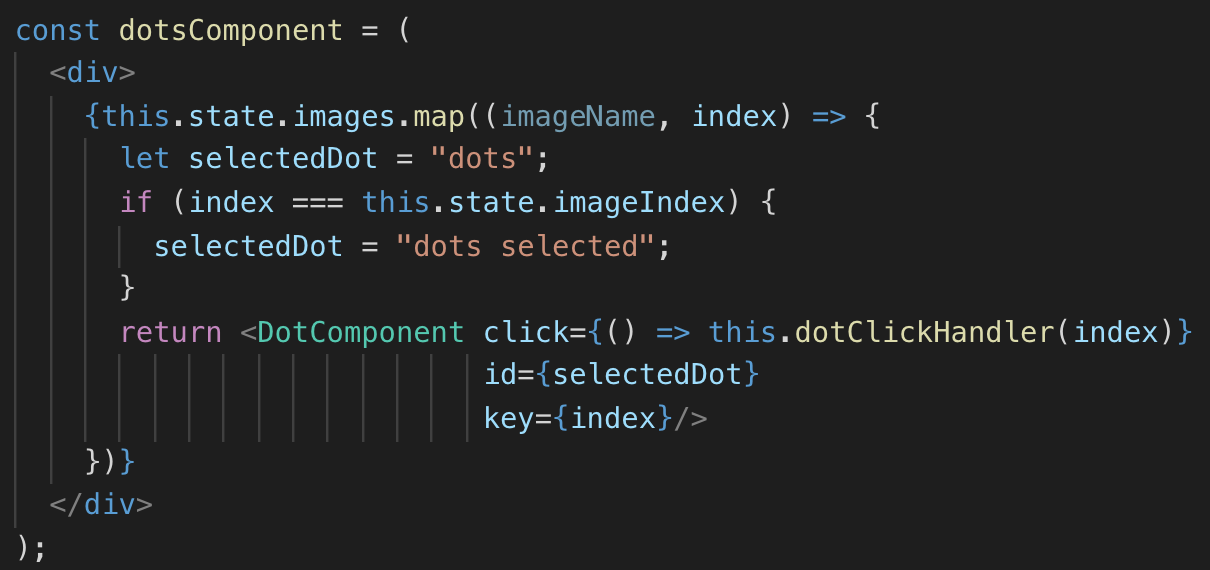 const dotsComponent = (
  <div>
    {this.state.images.map((imageName, index) => {
      let selectedDot = "dots";
      if (index === this.state.imageIndex) {
        selectedDot = "dots selected";
      }
      return <DotComponent click={() => this.dotClickHandler(index)}
                           id={selectedDot}
                           key={index}/>
    })}
  </div>
);